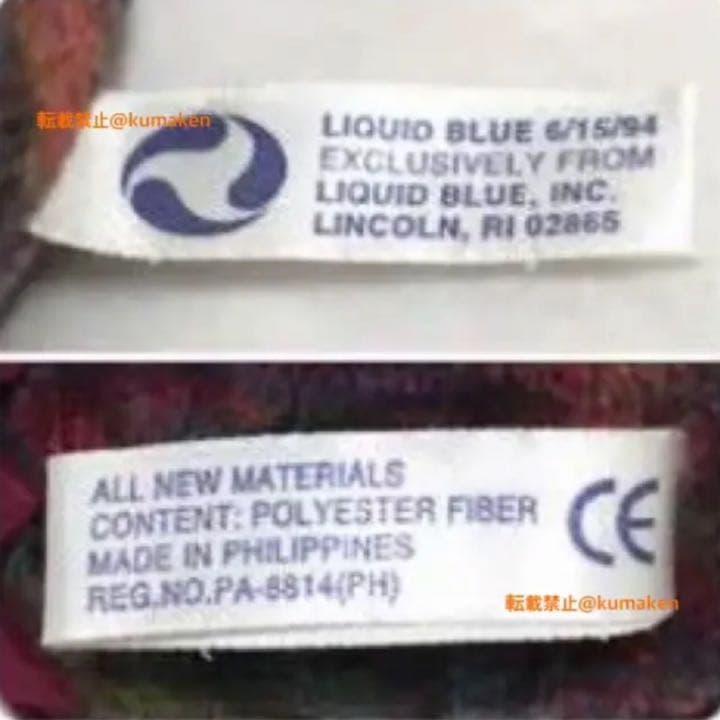 転載禁止@kumaken
LIQUID BLUE 6/15/94
EXCLUSIVELY FROM
LIQUID BLUE, INC.
LINCOLN, RI 02865
ALL NEW MATERIALS
CONTENT: POLYESTER FIBER
MADE IN PHILIPPINES
REG.NO.PA-8814(PH)
CE
転載禁止@kumaken